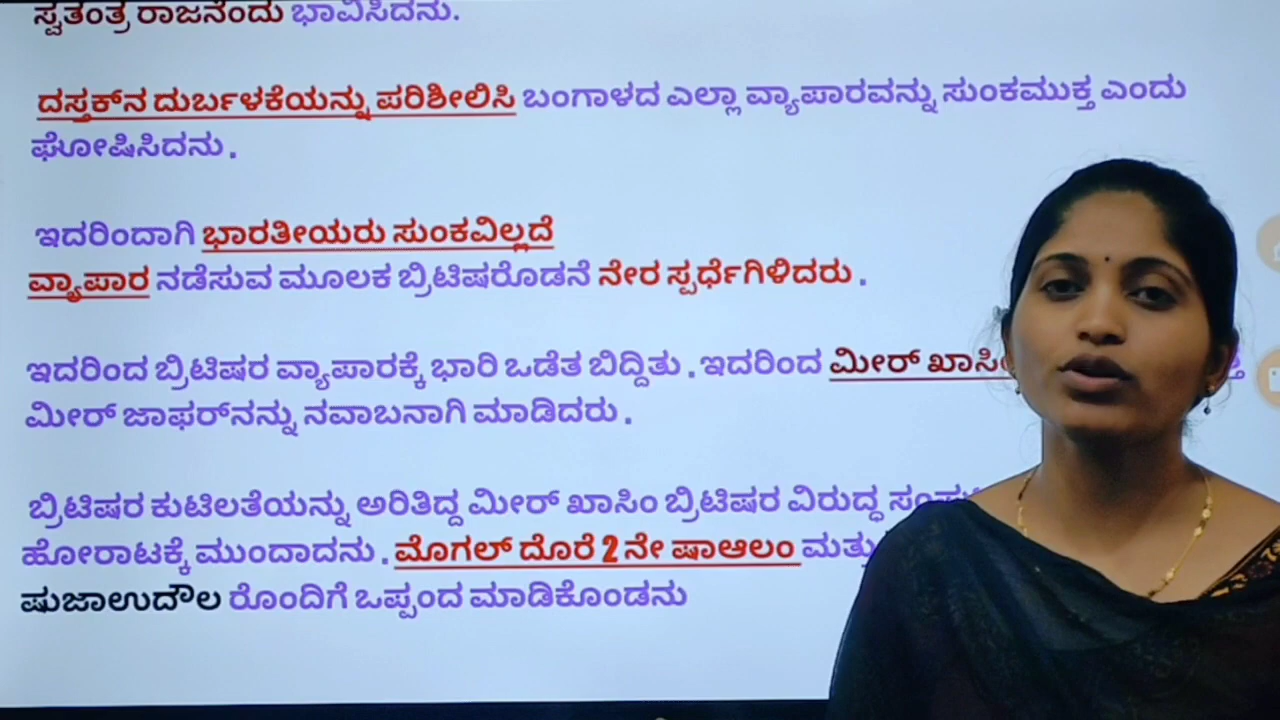 ಸ್ವತಂತ್ರ ರಾಜನೆಂದು ಭಾವಿಸಿದನು.
ದಸ್ತಕ್‌ನ ದುರ್ಬಳಕೆಯನ್ನು ಪರಿಶೀಲಿಸಿ ಬಂಗಾಳದ ಎಲ್ಲಾ ವ್ಯಾಪಾರವನ್ನು ಸುಂಕಮುಕ್ತ ಎಂದು
ಘೋಷಿಸಿದನು .
ಇದರಿಂದಾಗಿ ಭಾರತೀಯರು ಸುಂಕವಿಲ್ಲದೆ
ವ್ಯಾಪಾರ ನಡೆಸುವ ಮೂಲಕ ಬ್ರಿಟಿಷರೊಡನೆ ನೇರ ಸ್ಪರ್ಧೆಗಿಳಿದರು .
ಇದರಿಂದ ಬ್ರಿಟಿಷರ ವ್ಯಾಪಾರಕ್ಕೆ ಭಾರಿ ಒಡೆತ ಬಿದ್ದಿತು . ಇದರಿಂದ ಮೀರ್
ಮೀರ್ ಜಾಫರ್‌ನನ್ನು ನವಾಬನಾಗಿ ಮಾಡಿದರು .
ಬ್ರಿಟಿಷರ ಕುಟಿಲತೆಯನ್ನು ಅರಿತಿದ್ದ ಮೀರ್ ಖಾಸಿಂ ಬ್ರಿಟಿಷರ ವಿರುದ್ಧ
ಹೋರಾಟಕ್ಕೆ ಮುಂದಾದನು . ಮೊಗಲ್ ದೊರೆ 2 ನೇ ಷಾಆಲಂ ಮತ್ತು
ಷುಜಾಉದೌಲ ರೊಂದಿಗೆ ಒಪ್ಪಂದ ಮಾಡಿಕೊಂಡನು